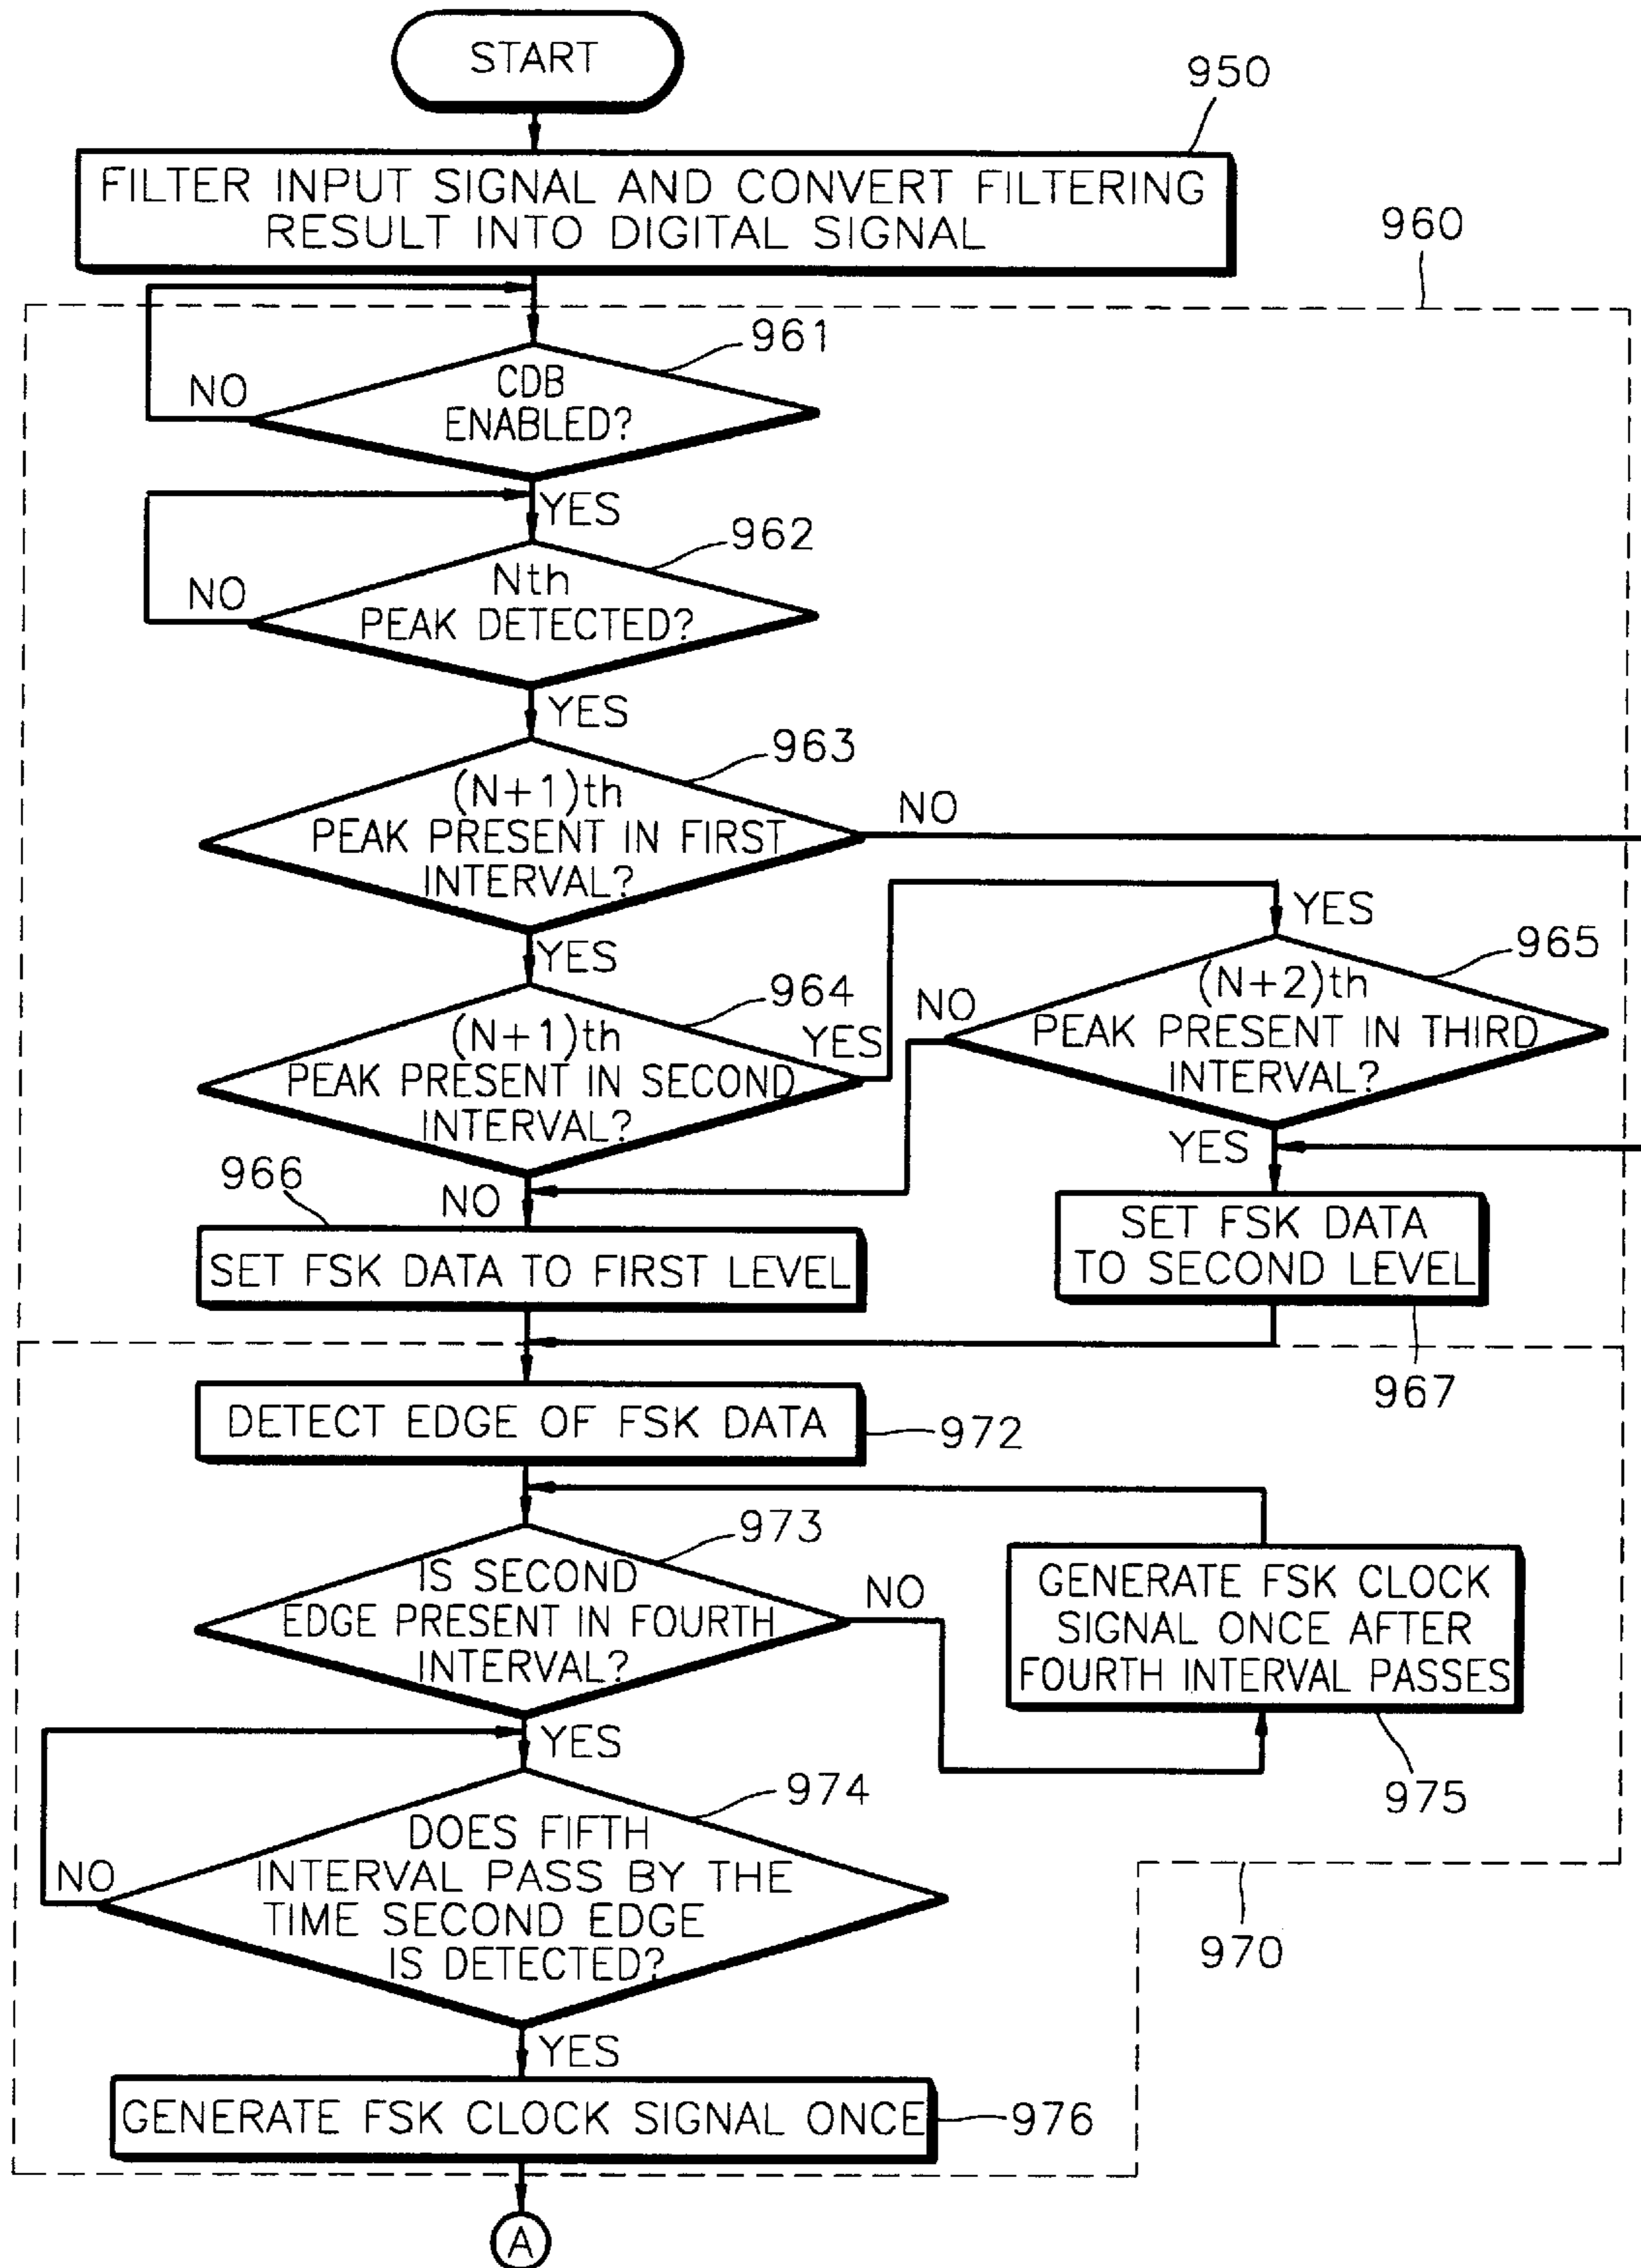 START
950
FILTER INPUT SIGNAL AND CONVERT FILTERING
RESULT INTO DIGITAL SIGNAL
960
961
CDB
ENABLED?
NO
YES
962
Nth
PEAK DETECTED?
NO
YES
963
(N+1)th
PEAK PRESENT IN FIRST
INTERVAL?
NO
YES
964
(N+1)th
PEAK PRESENT IN SECOND
INTERVAL?
YES
NO
YES
965
(N+2)th
PEAK PRESENT IN THIRD
INTERVAL?
NO
YES
966
SET FSK DATA TO FIRST LEVEL
SET FSK DATA
TO SECOND LEVEL
967
DETECT EDGE OF FSK DATA
972
973
IS SECOND
EDGE PRESENT IN FOURTH
INTERVAL?
NO
YES
GENERATE FSK CLOCK
SIGNAL ONCE AFTER
FOURTH INTERVAL PASSES
975
974
DOES FIFTH
INTERVAL PASS BY THE
TIME SECOND EDGE
IS DETECTED?
NO
YES
970
GENERATE FSK CLOCK SIGNAL ONCE
976
A